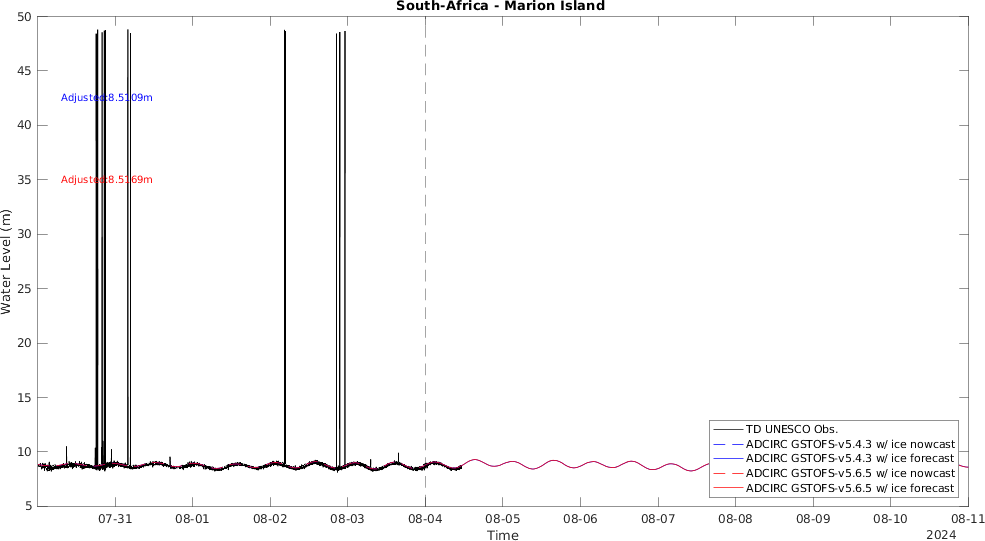 South-Africa - Marion Island
50
45
40
35
30
25
20
15
10
5
Water Level (m)
Adjusted:8.5109m
Adjusted:8.5169m
TD UNESCO Obs.
ADCIRC GSTOFS-v5.4.3 w/ ice nowcast
ADCIRC GSTOFS-v5.4.3 w/ ice forecast
ADCIRC GSTOFS-v5.6.5 w/ ice nowcast
ADCIRC GSTOFS-v5.6.5 w/ ice forecast
07-31 08-01 08-02 08-03 08-04 08-05 08-06 08-07 08-08 08-09 08-10 08-11
Time
2024